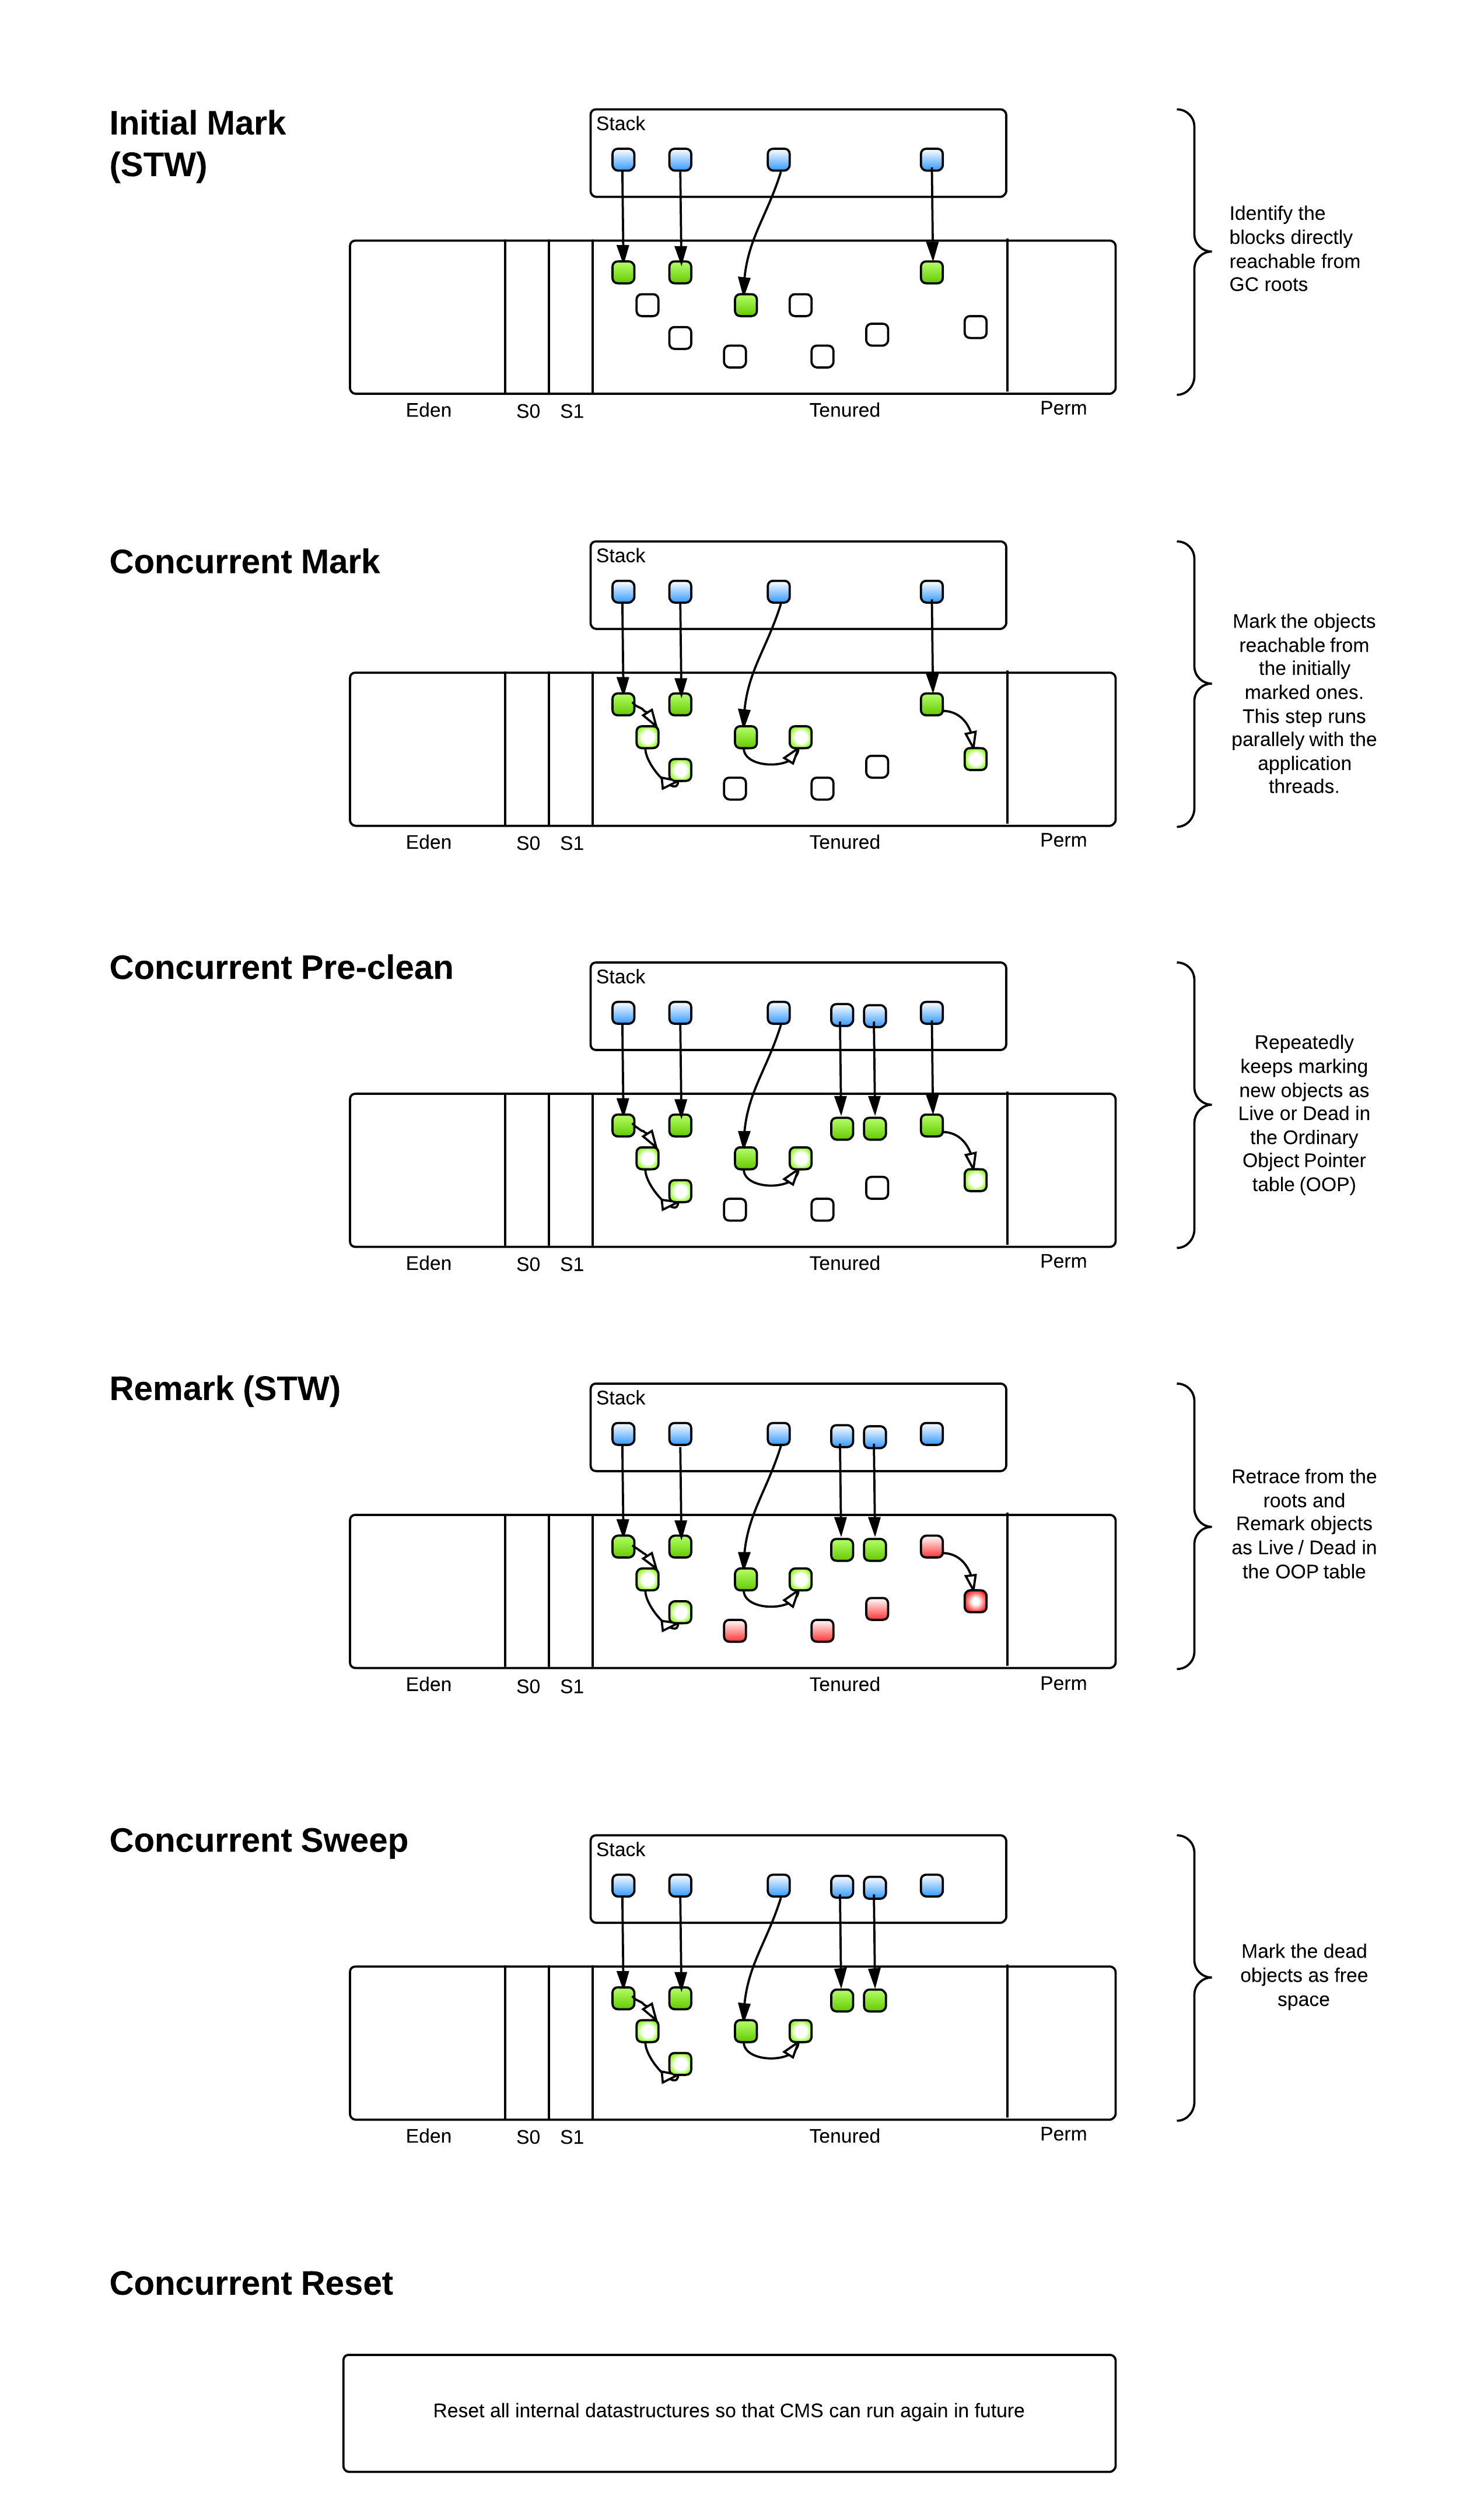 Initial Mark
(STW)
Stack
Identify the
blocks directly
reachable from
GC roots
Eden
S0
S1
Tenured
Perm
Concurrent Mark
Stack
Mark the objects
reachable from
the initially
marked ones.
This step runs
parallely with the
application
threads.
Eden
S0
S1
Tenured
Perm
Concurrent Pre-clean
Stack
Repeatedly
keeps marking
new objects as
Live or Dead in
the Ordinary
Object Pointer
table (OOP)
Eden
S0
S1
Tenured
Perm
Remark (STW)
Stack
Retrace from the
roots and
Remark objects
as Live / Dead in
the OOP table
Eden
S0
S1
Tenured
Perm
Concurrent Sweep
Stack
Mark the dead
objects as free
space
Eden
S0
S1
Tenured
Perm
Concurrent Reset
Reset all internal datastructures so that CMS can run again in future